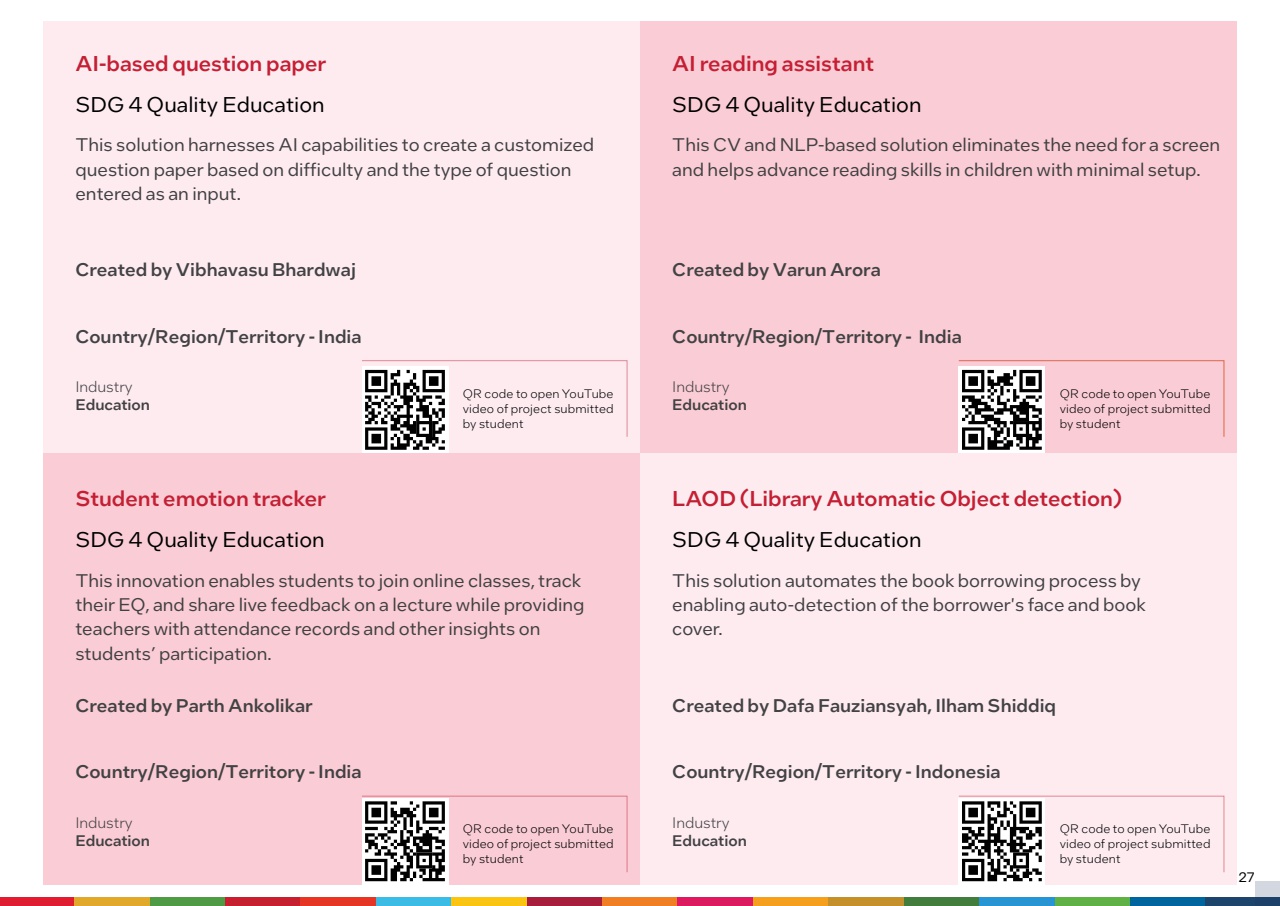 AI-based question paper
SDG 4 Quality Education
This solution harnesses AI capabilities to create a customized
question paper based on difficulty and the type of question
entered as an input.
Created by Vibhavasu Bhardwaj
Country/Region/Territory - India
Industry
Education
QR code to open YouTube
video of project submitted
by student
AI reading assistant
SDG 4 Quality Education
This CV and NLP-based solution eliminates the need for a screen
and helps advance reading skills in children with minimal setup.
Created by Varun Arora
Country/Region/Territory - India
Industry
Education
QR code to open YouTube
video of project submitted
by student
Student emotion tracker
SDG 4 Quality Education
This innovation enables students to join online classes, track
their EQ, and share live feedback on a lecture while providing
teachers with attendance records and other insights on
students’ participation.
Created by Parth Ankolikar
Country/Region/Territory - India
Industry
Education
QR code to open YouTube
video of project submitted
by student
LAOD (Library Automatic Object detection)
SDG 4 Quality Education
This solution automates the book borrowing process by
enabling auto-detection of the borrower's face and book
cover.
Created by Dafa Fauziansyah, Ilham Shiddiq
Country/Region/Territory - Indonesia
Industry
Education
QR code to open YouTube
video of project submitted
by student
27